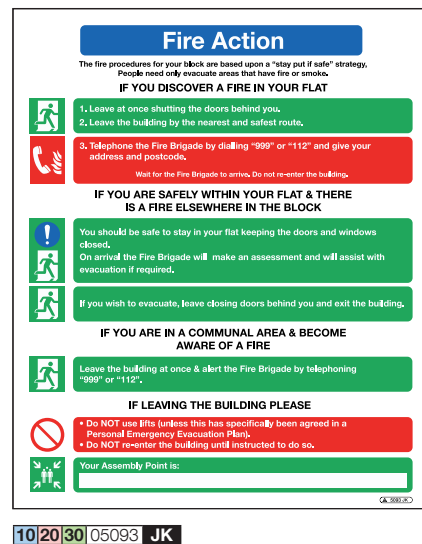 Fire Action
The fire procedures for your block are based upon a "stay put if safe" strategy,
People need only evacuate areas that have fire or smoke.
IF YOU DISCOVER A FIRE IN YOUR FLAT
1. Leave at once shutting the doors behind you.
2. Leave the building by the nearest and safest route.
3. Telephone the Fire Brigade by dialling "999" or "112" and give your
address and postcode.
Wait for the Fire Brigade to arrive. Do not re-enter the building.
IF YOU ARE SAFELY WITHIN YOUR FLAT & THERE
IS A FIRE ELSEWHERE IN THE BLOCK
You should be safe to stay in your flat keeping the doors and windows
closed.
On arrival the Fire Brigade will make an assessment and will assist with
evacuation if required.
If you wish to evacuate, leave closing doors behind you and exit the building.
IF YOU ARE IN A COMMUNAL AREA & BECOME
AWARE OF A FIRE
Leave the building at once & alert the Fire Brigade by telephoning
"999" or "112".
IF LEAVING THE BUILDING PLEASE
• Do NOT use lifts (unless this has specifically been agreed in a
Personal Emergency Evacuation Plan).
• Do NOT re-enter the building until instructed to do so.
Your Assembly Point is:
5093 JK
10 20 30 05093 JK